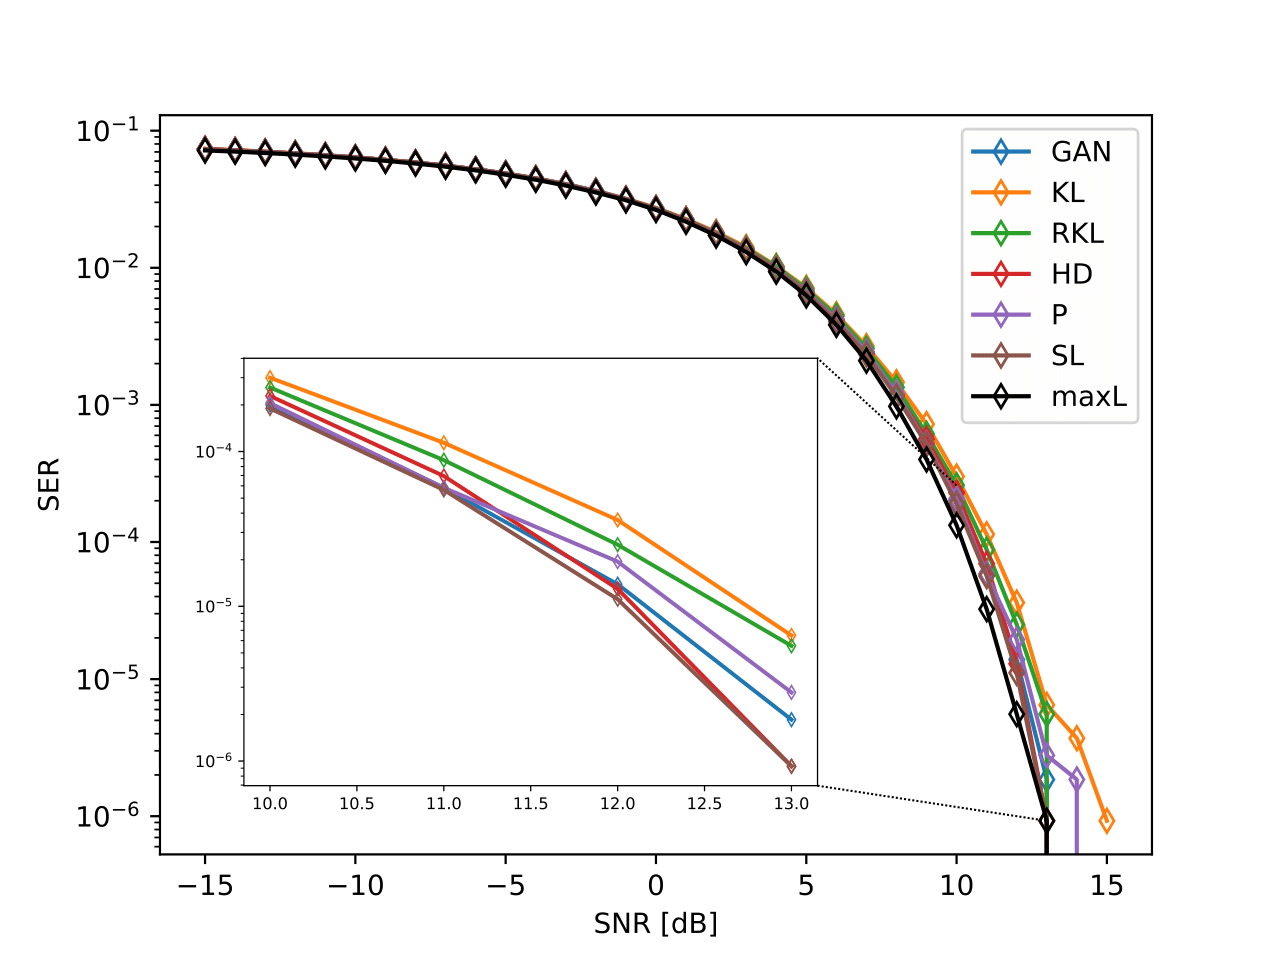 10⁻¹
10⁻²
10⁻³
10⁻⁴
10⁻⁵
10⁻⁶
SER
GAN
KL
RKL
HD
P
SL
maxL
10⁻⁴
10⁻⁵
10⁻⁶
10.0 10.5 11.0 11.5 12.0 12.5 13.0
−15 −10 −5 0 5 10 15
SNR [dB]